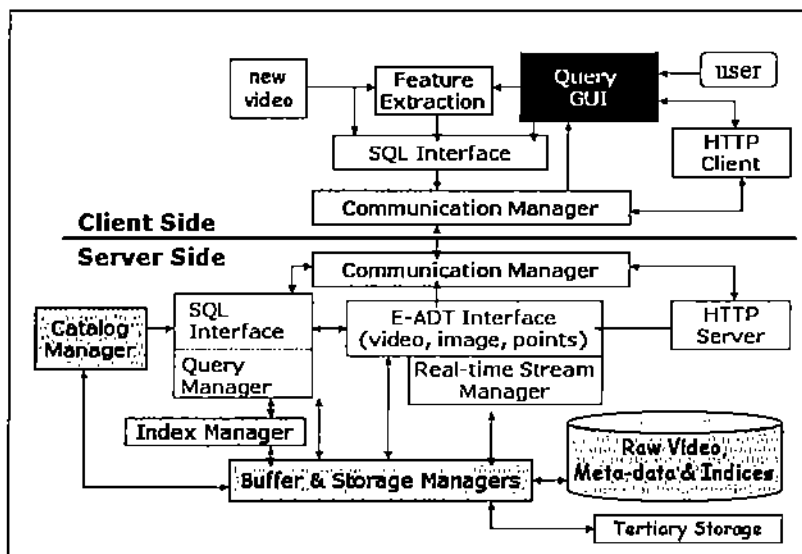 new
video
Feature
Extraction
Query
GUI
user
SQL Interface
HTTP
Client
Communication Manager
Client Side
Server Side
Communication Manager
Catalog
Manager
SQL
Interface
Query
Manager
E-ADT Interface
(video, image, points)
Real-time Stream
Manager
HTTP
Server
Index Manager
Raw Video,
Meta-data & Indices
Buffer & Storage Managers
Tertiary Storage